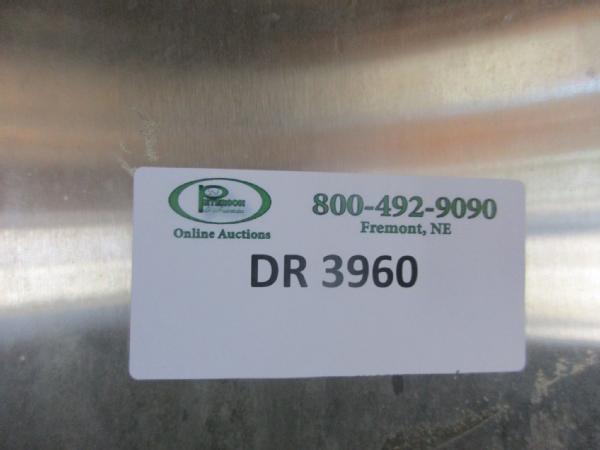 PETERSON
800-492-9090
Online Auctions
Fremont, NE
DR 3960